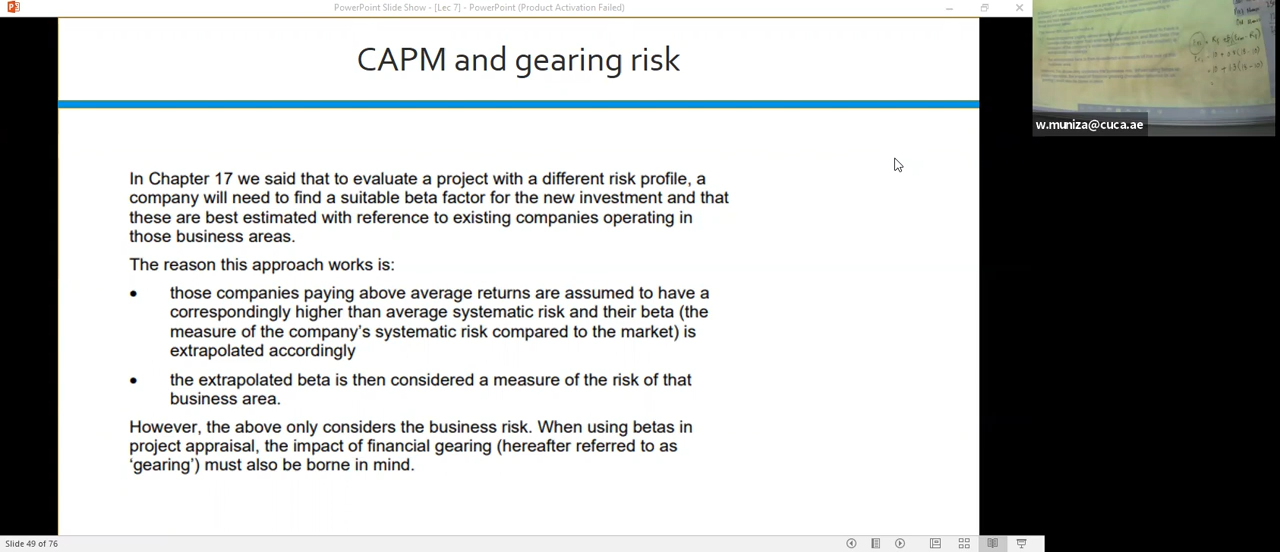 PowerPoint Slide Show - [Lec 7] - PowerPoint (Product Activation Failed)
CAPM and gearing risk
w.muniza@cuca.ae
In Chapter 17 we said that to evaluate a project with a different risk profile, a
company will need to find a suitable beta factor for the new investment and that
these are best estimated with reference to existing companies operating in
those business areas.
The reason this approach works is:
• those companies paying above average returns are assumed to have a
correspondingly higher than average systematic risk and their beta (the
measure of the company's systematic risk compared to the market) is
extrapolated accordingly
• the extrapolated beta is then considered a measure of the risk of that
business area.
However, the above only considers the business risk. When using betas in
project appraisal, the impact of financial gearing (hereafter referred to as
'gearing') must also be borne in mind.
Slide 49 of 76